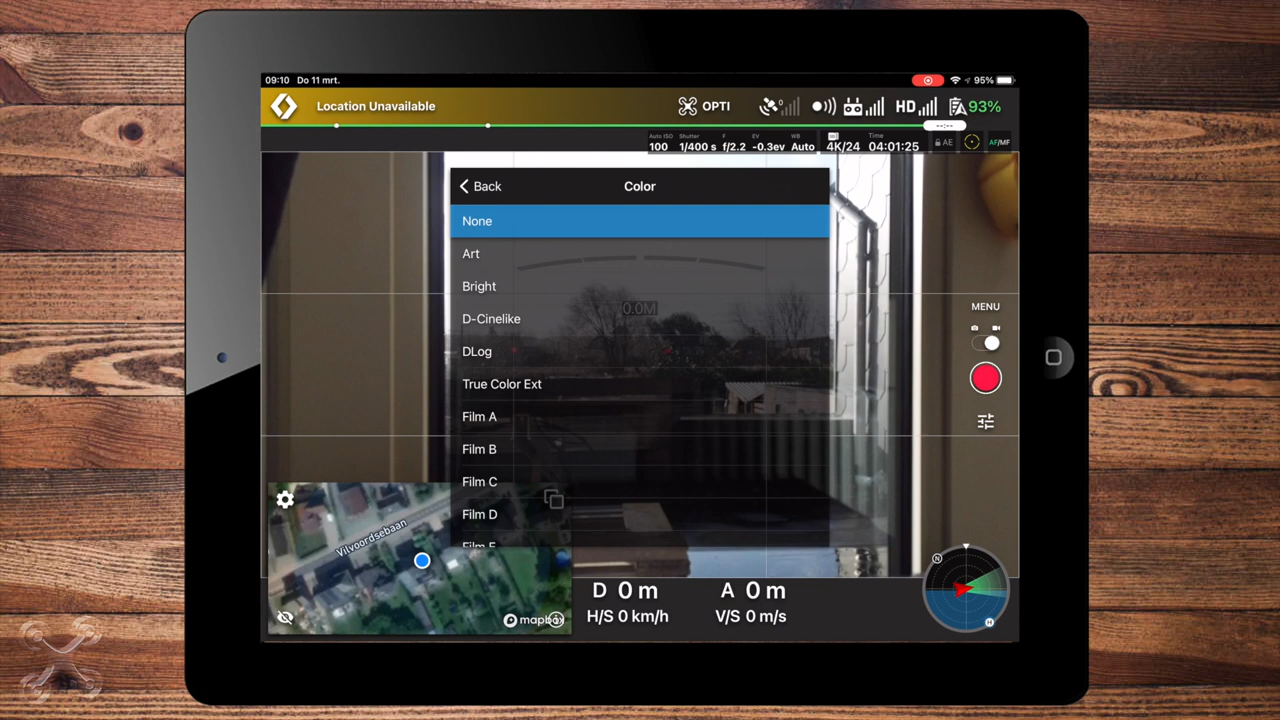 09:10 Do 11 mrt. 95%
Location Unavailable OPTI HD 93%
--:--
Auto ISO Shutter F EV WB Time
100 1/400 s f/2.2 -0.3ev Auto 4K/24 04:01:25 AE AF/MF
Back Color
None
Art
Bright
D-Cinelike
0.0M
DLog
True Color Ext
Film A
Film B
Film C
Film D
Film E
MENU
Vilvoordsebaan
mapbox
D 0 m A 0 m
H/S 0 km/h V/S 0 m/s
N
H